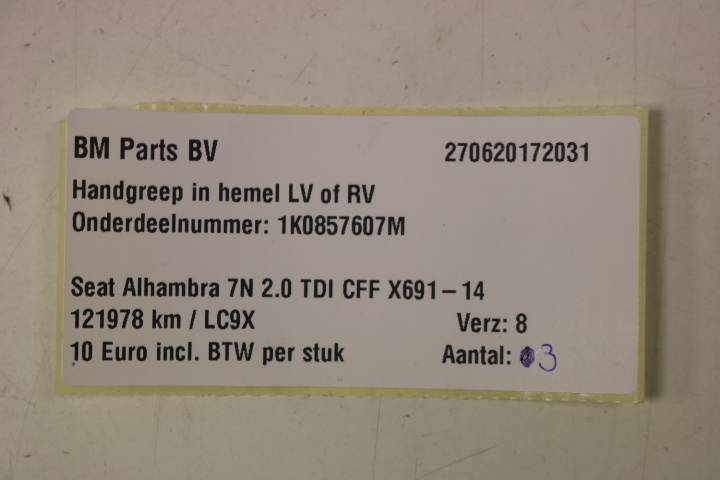 BM Parts BV 270620172031
Handgreep in hemel LV of RV
Onderdeelnummer: 1K0857607M
Seat Alhambra 7N 2.0 TDI CFF X691-14
121978 km / LC9X Verz: 8
10 Euro incl. BTW per stuk Aantal: 3